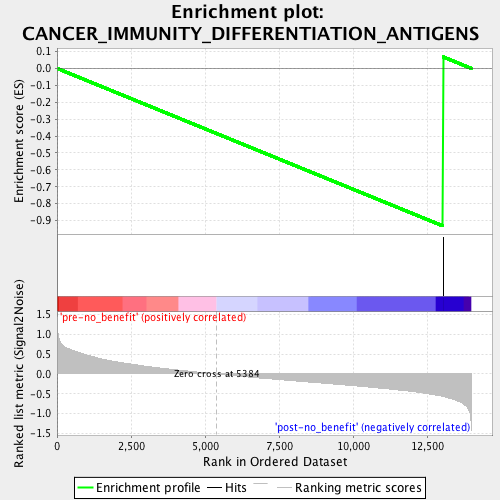 Enrichment plot:
CANCER_IMMUNITY_DIFFERENTIATION_ANTIGENS
Enrichment score (ES)
0.1
0.0
-0.1
-0.2
-0.3
-0.4
-0.5
-0.6
-0.7
-0.8
-0.9
'pre-no_benefit' (positively correlated)
Ranked list metric (Signal2Noise)
1.5
1.0
0.5
0.0
-0.5
-1.0
-1.5
Zero cross at 5384
'post-no_benefit' (negatively correlated)
0 2,500 5,000 7,500 10,000 12,500
Rank in Ordered Dataset
Enrichment profile Hits Ranking metric scores